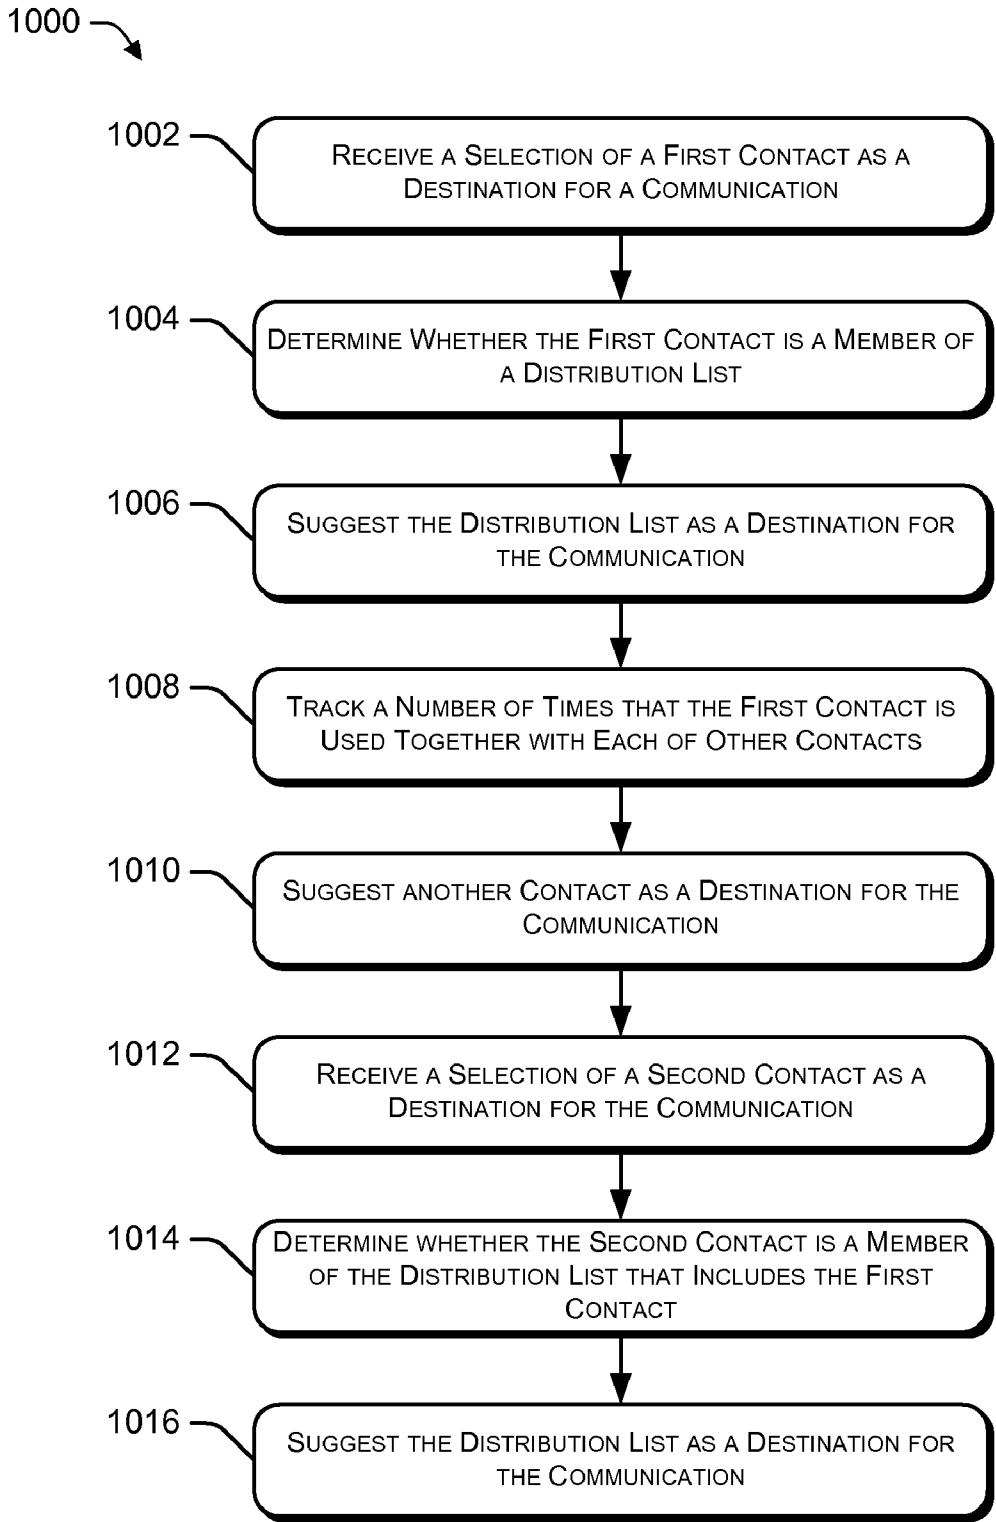 1000
1002
RECEIVE A SELECTION OF A FIRST CONTACT AS A
DESTINATION FOR A COMMUNICATION
1004
DETERMINE WHETHER THE FIRST CONTACT IS A MEMBER OF
A DISTRIBUTION LIST
1006
SUGGEST THE DISTRIBUTION LIST AS A DESTINATION FOR
THE COMMUNICATION
1008
TRACK A NUMBER OF TIMES THAT THE FIRST CONTACT IS
USED TOGETHER WITH EACH OF OTHER CONTACTS
1010
SUGGEST ANOTHER CONTACT AS A DESTINATION FOR THE
COMMUNICATION
1012
RECEIVE A SELECTION OF A SECOND CONTACT AS A
DESTINATION FOR THE COMMUNICATION
1014
DETERMINE WHETHER THE SECOND CONTACT IS A MEMBER
OF THE DISTRIBUTION LIST THAT INCLUDES THE FIRST
CONTACT
1016
SUGGEST THE DISTRIBUTION LIST AS A DESTINATION FOR
THE COMMUNICATION